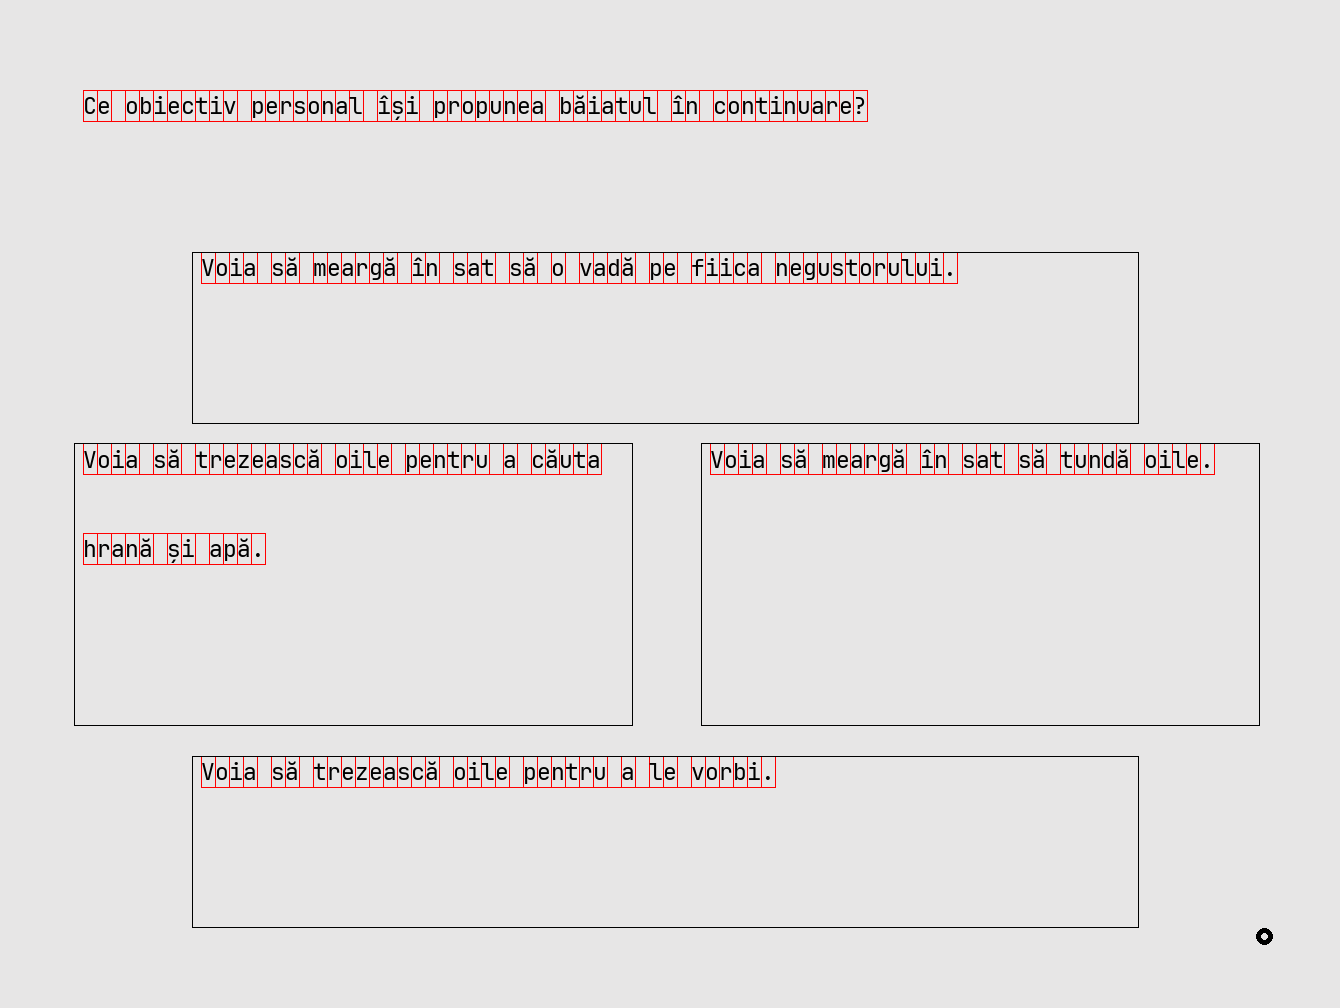 Ce obiectiv personal își propunea băiatul în continuare?
Voia să meargă în sat să o vadă pe fiica negustorului.
Voia să trezească oile pentru a căuta
hrană și apă.
Voia să meargă în sat să tundă oile.
Voia să trezească oile pentru a le vorbi.